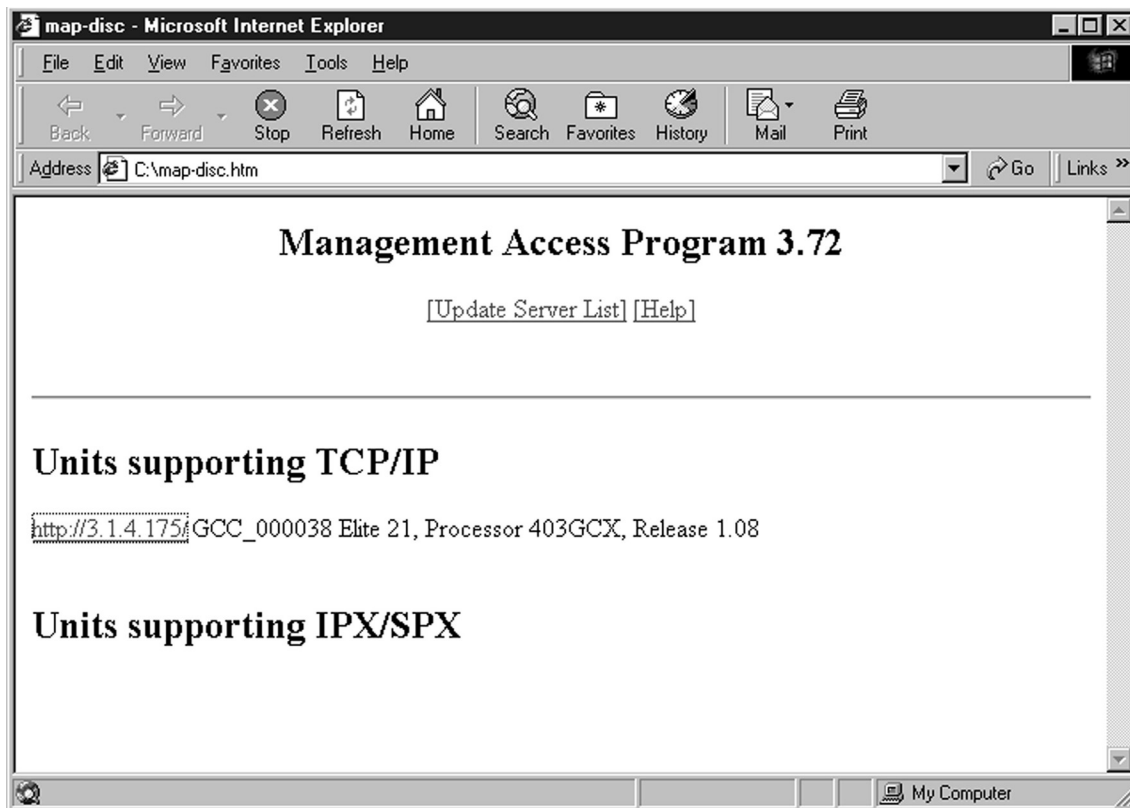 map-disc - Microsoft Internet Explorer
File Edit View Favorites Tools Help
Back Forward Stop Refresh Home Search Favorites History Mail Print
Address C:\map-disc.htm Go Links »
Management Access Program 3.72
[Update Server List] [Help]
Units supporting TCP/IP
http://3.1.4.175/ GCC_000038 Elite 21, Processor 403GCX, Release 1.08
Units supporting IPX/SPX
My Computer